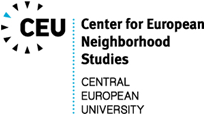 CEU
Center for European
Neighborhood
Studies
CENTRAL
EUROPEAN
UNIVERSITY